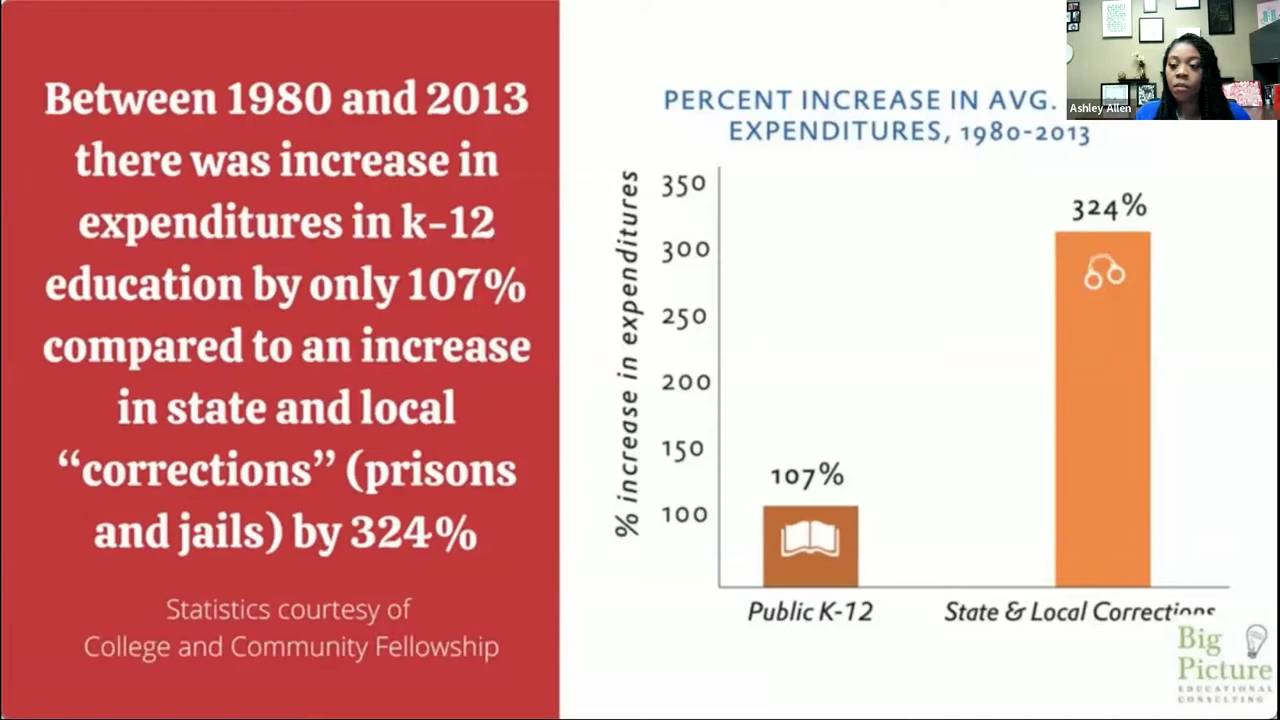 Between 1980 and 2013
there was increase in
expenditures in k-12
education by only 107%
compared to an increase
in state and local
“corrections” (prisons
and jails) by 324%
Statistics courtesy of
College and Community Fellowship
PERCENT INCREASE IN AVG.
EXPENDITURES, 1980-2013
% increase in expenditures
350
300
250
200
150
100
107%
324%
Public K-12
State & Local Corrections
Ashley Allen
Big
Picture
EDUCATIONAL
CONSULTING